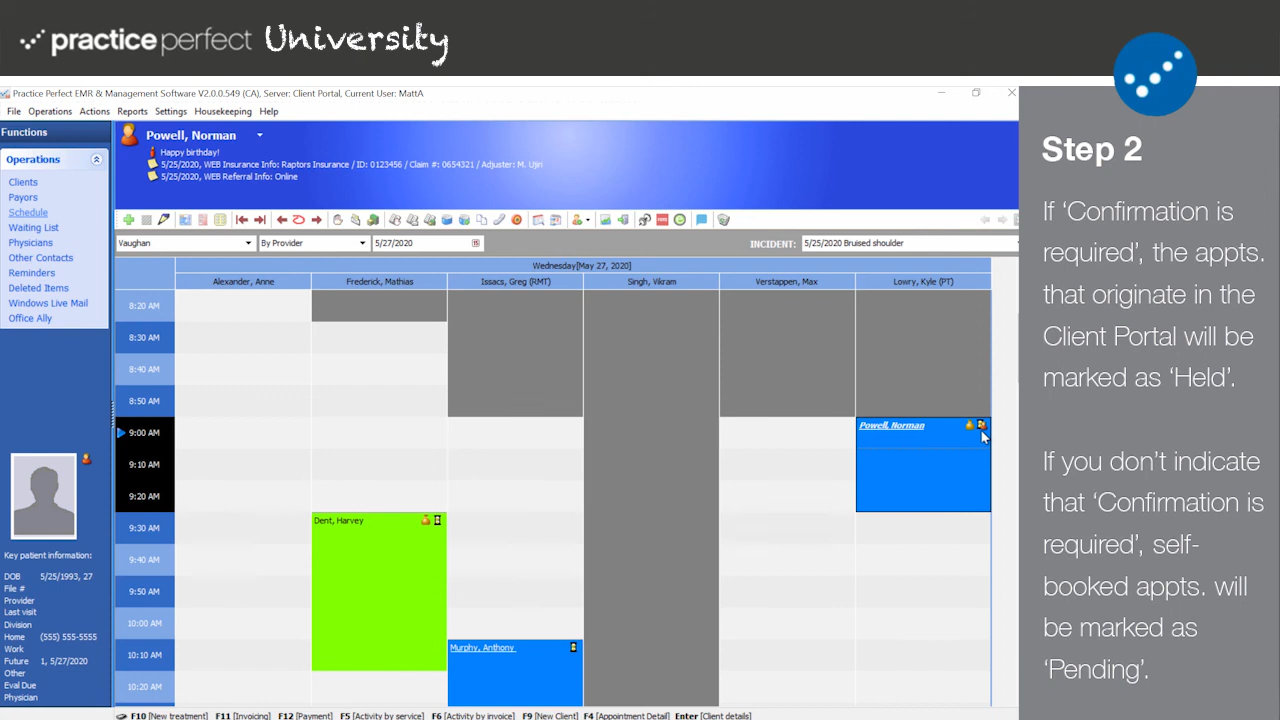 practiceperfect University
Practice Perfect EMR & Management Software V2.0.0.549 (CA), Server: Client Portal, Current User: MattA
File Operations Actions Reports Settings Housekeeping Help
Functions
Operations
Clients
Payors
Schedule
Waiting List
Physicians
Other Contacts
Reminders
Deleted Items
Windows Live Mail
Office Ally
Key patient information:
DOB 5/25/1993, 27
File #
Provider
Last visit
Division
Home (555) 555-5555
Work
Future 1, 5/27/2020
Other
Eval Due
Physician
Powell, Norman
Happy birthday!
5/25/2020, WEB Insurance Info: Raptors Insurance / ID: 0123456 / Claim #: 0654321 / Adjuster: M. Ujiri
5/25/2020, WEB Referral Info: Online
Vaughan By Provider 5/27/2020 INCIDENT: 5/25/2020 Bruised shoulder
Wednesday[May 27, 2020]
Alexander, Anne Frederick, Mathias Issacs, Greg (RMT) Singh, Vikram Verstappen, Max Lowry, Kyle (PT)
8:20 AM
8:30 AM
8:40 AM
8:50 AM
9:00 AM Powell, Norman
9:10 AM
9:20 AM
9:30 AM Dent, Harvey
9:40 AM
9:50 AM
10:00 AM
10:10 AM Murphy, Anthony
10:20 AM
F10 [New treatment] F11 [Invoicing] F12 [Payment] F5 [Activity by service] F6 [Activity by invoice] F9 [New Client] F4 [Appointment Detail] Enter [Client details]
Step 2
If ‘Confirmation is
required’, the appts.
that originate in the
Client Portal will be
marked as ‘Held’.
If you don’t indicate
that ‘Confirmation is
required’, self-
booked appts. will
be marked as
‘Pending’.